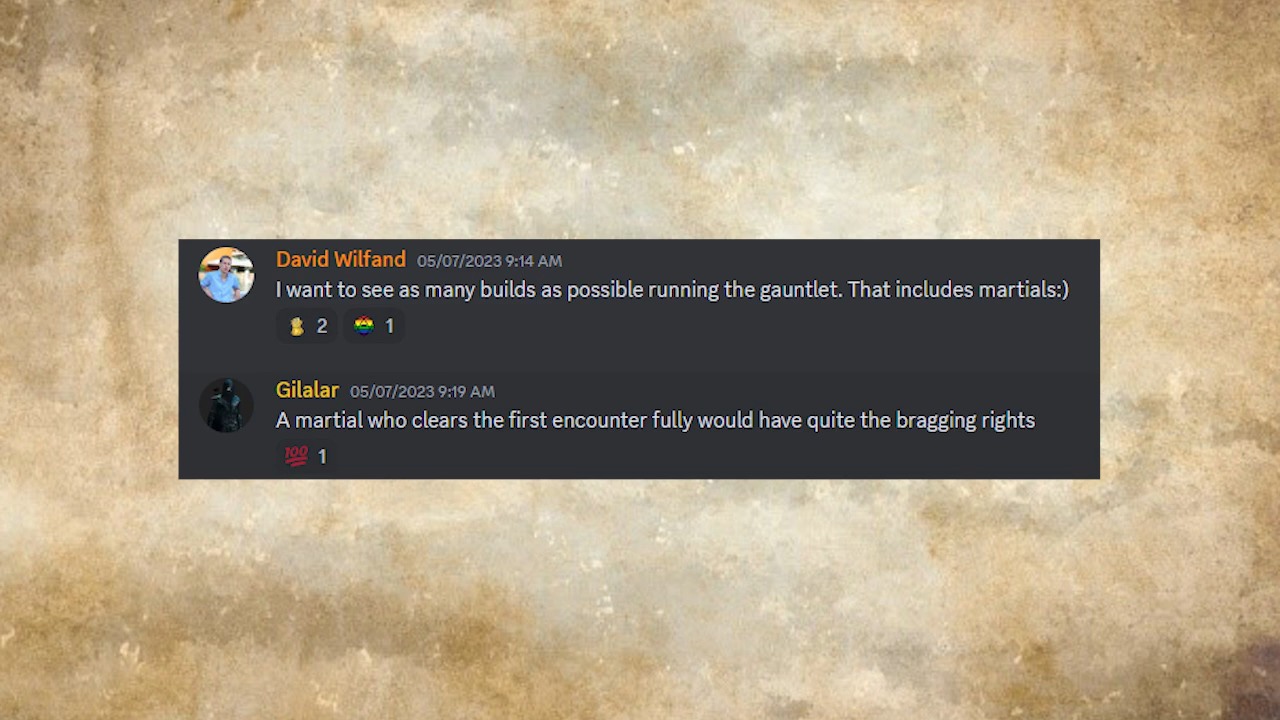 David Wilfand 05/07/2023 9:14 AM
I want to see as many builds as possible running the gauntlet. That includes martials:)
2 1
Gilalar 05/07/2023 9:19 AM
A martial who clears the first encounter fully would have quite the bragging rights
💯 1